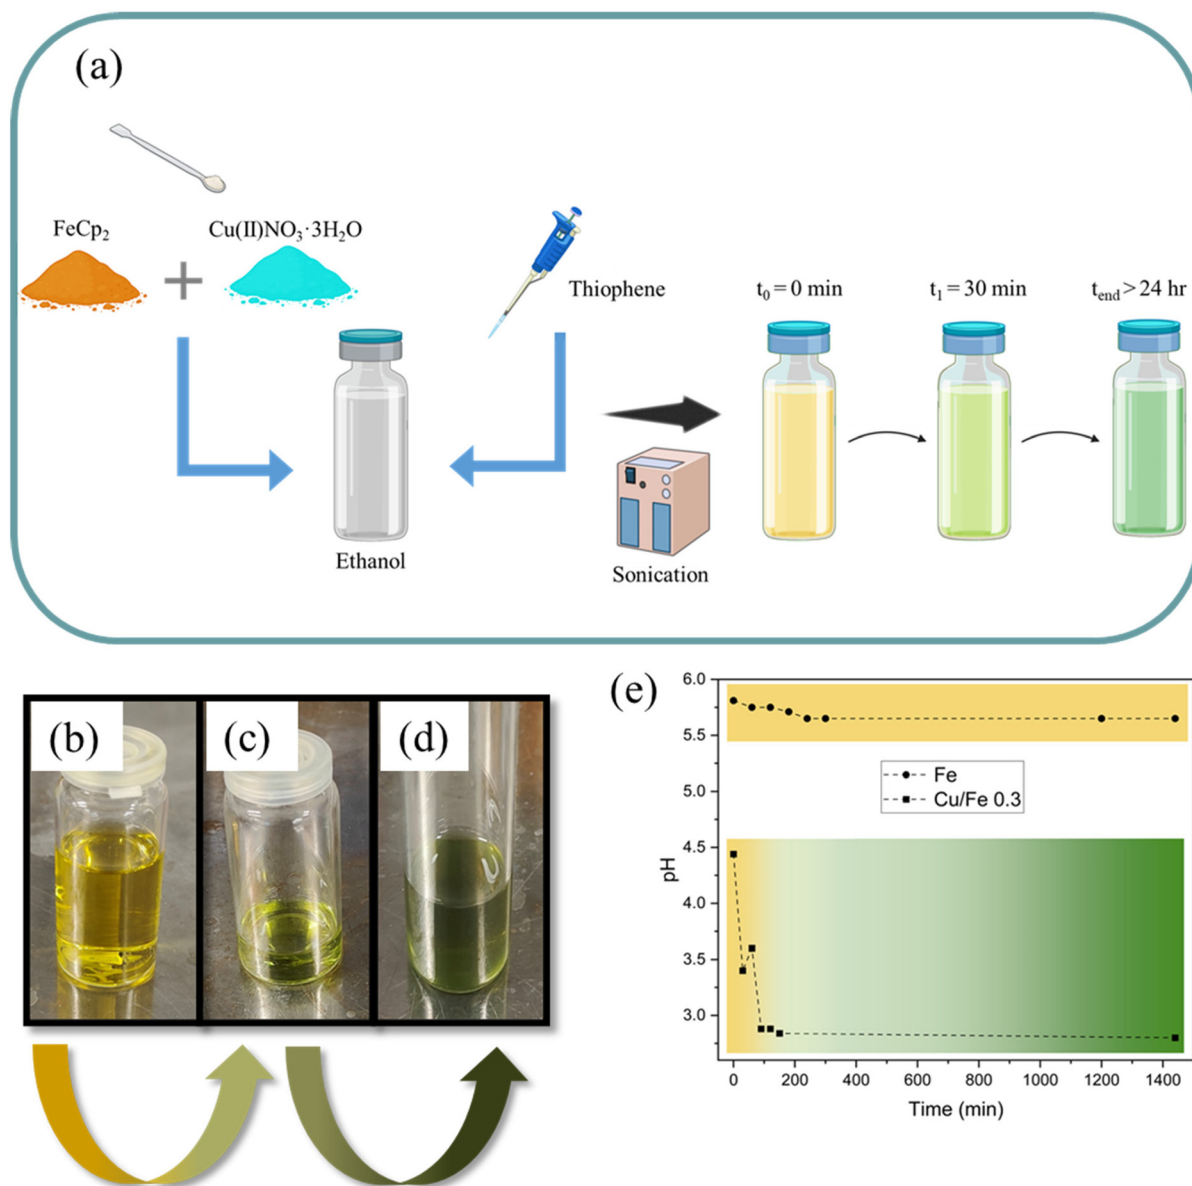 (a)
FeCp₂
Cu(II)NO₃·3H₂O
Thiophene
t₀ = 0 min
t₁ = 30 min
t_end > 24 hr
Ethanol
Sonication
(b)
(c)
(d)
(e)
6.0
5.5
5.0
4.5
4.0
3.5
3.0
pH
Fe
Cu/Fe 0.3
0 200 400 600 800 1000 1200 1400
Time (min)